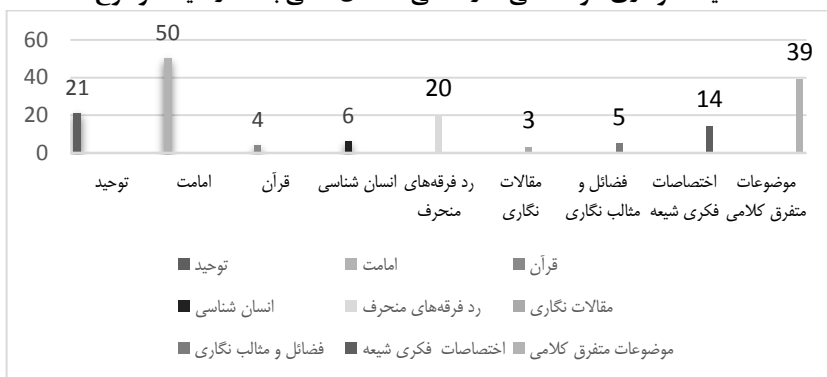 60
40
20
0
21
50
4
6
20
3
5
14
39
توحید امامت قرآن انسان شناسی رد فرقه‌های مقالات فضائل و اختصاصات موضوعات
منحرف نگاری مثالب نگاری فکری شیعه متفرق کلامی
توحید امامت قرآن
انسان شناسی رد فرقه‌های منحرف مقالات نگاری
فضائل و مثالب نگاری اختصاصات فکری شیعه موضوعات متفرق کلامی